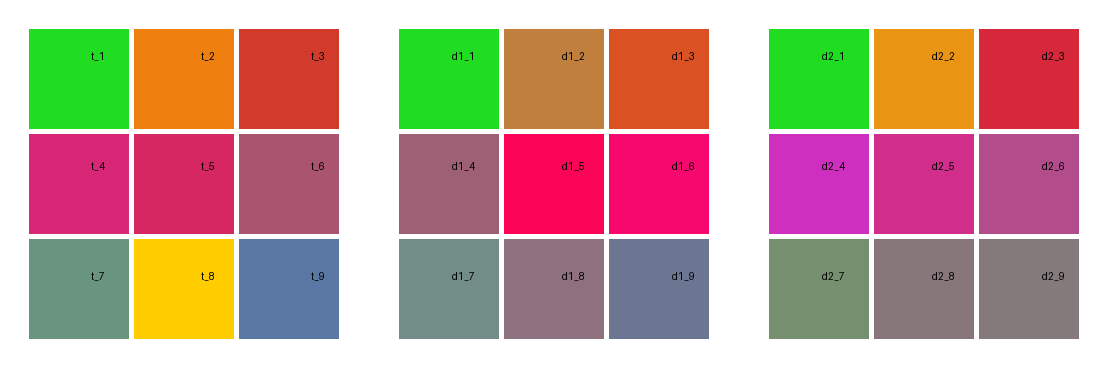 t_1 t_2 t_3 d1_1 d1_2 d1_3 d2_1 d2_2 d2_3
t_4 t_5 t_6 d1_4 d1_5 d1_6 d2_4 d2_5 d2_6
t_7 t_8 t_9 d1_7 d1_8 d1_9 d2_7 d2_8 d2_9